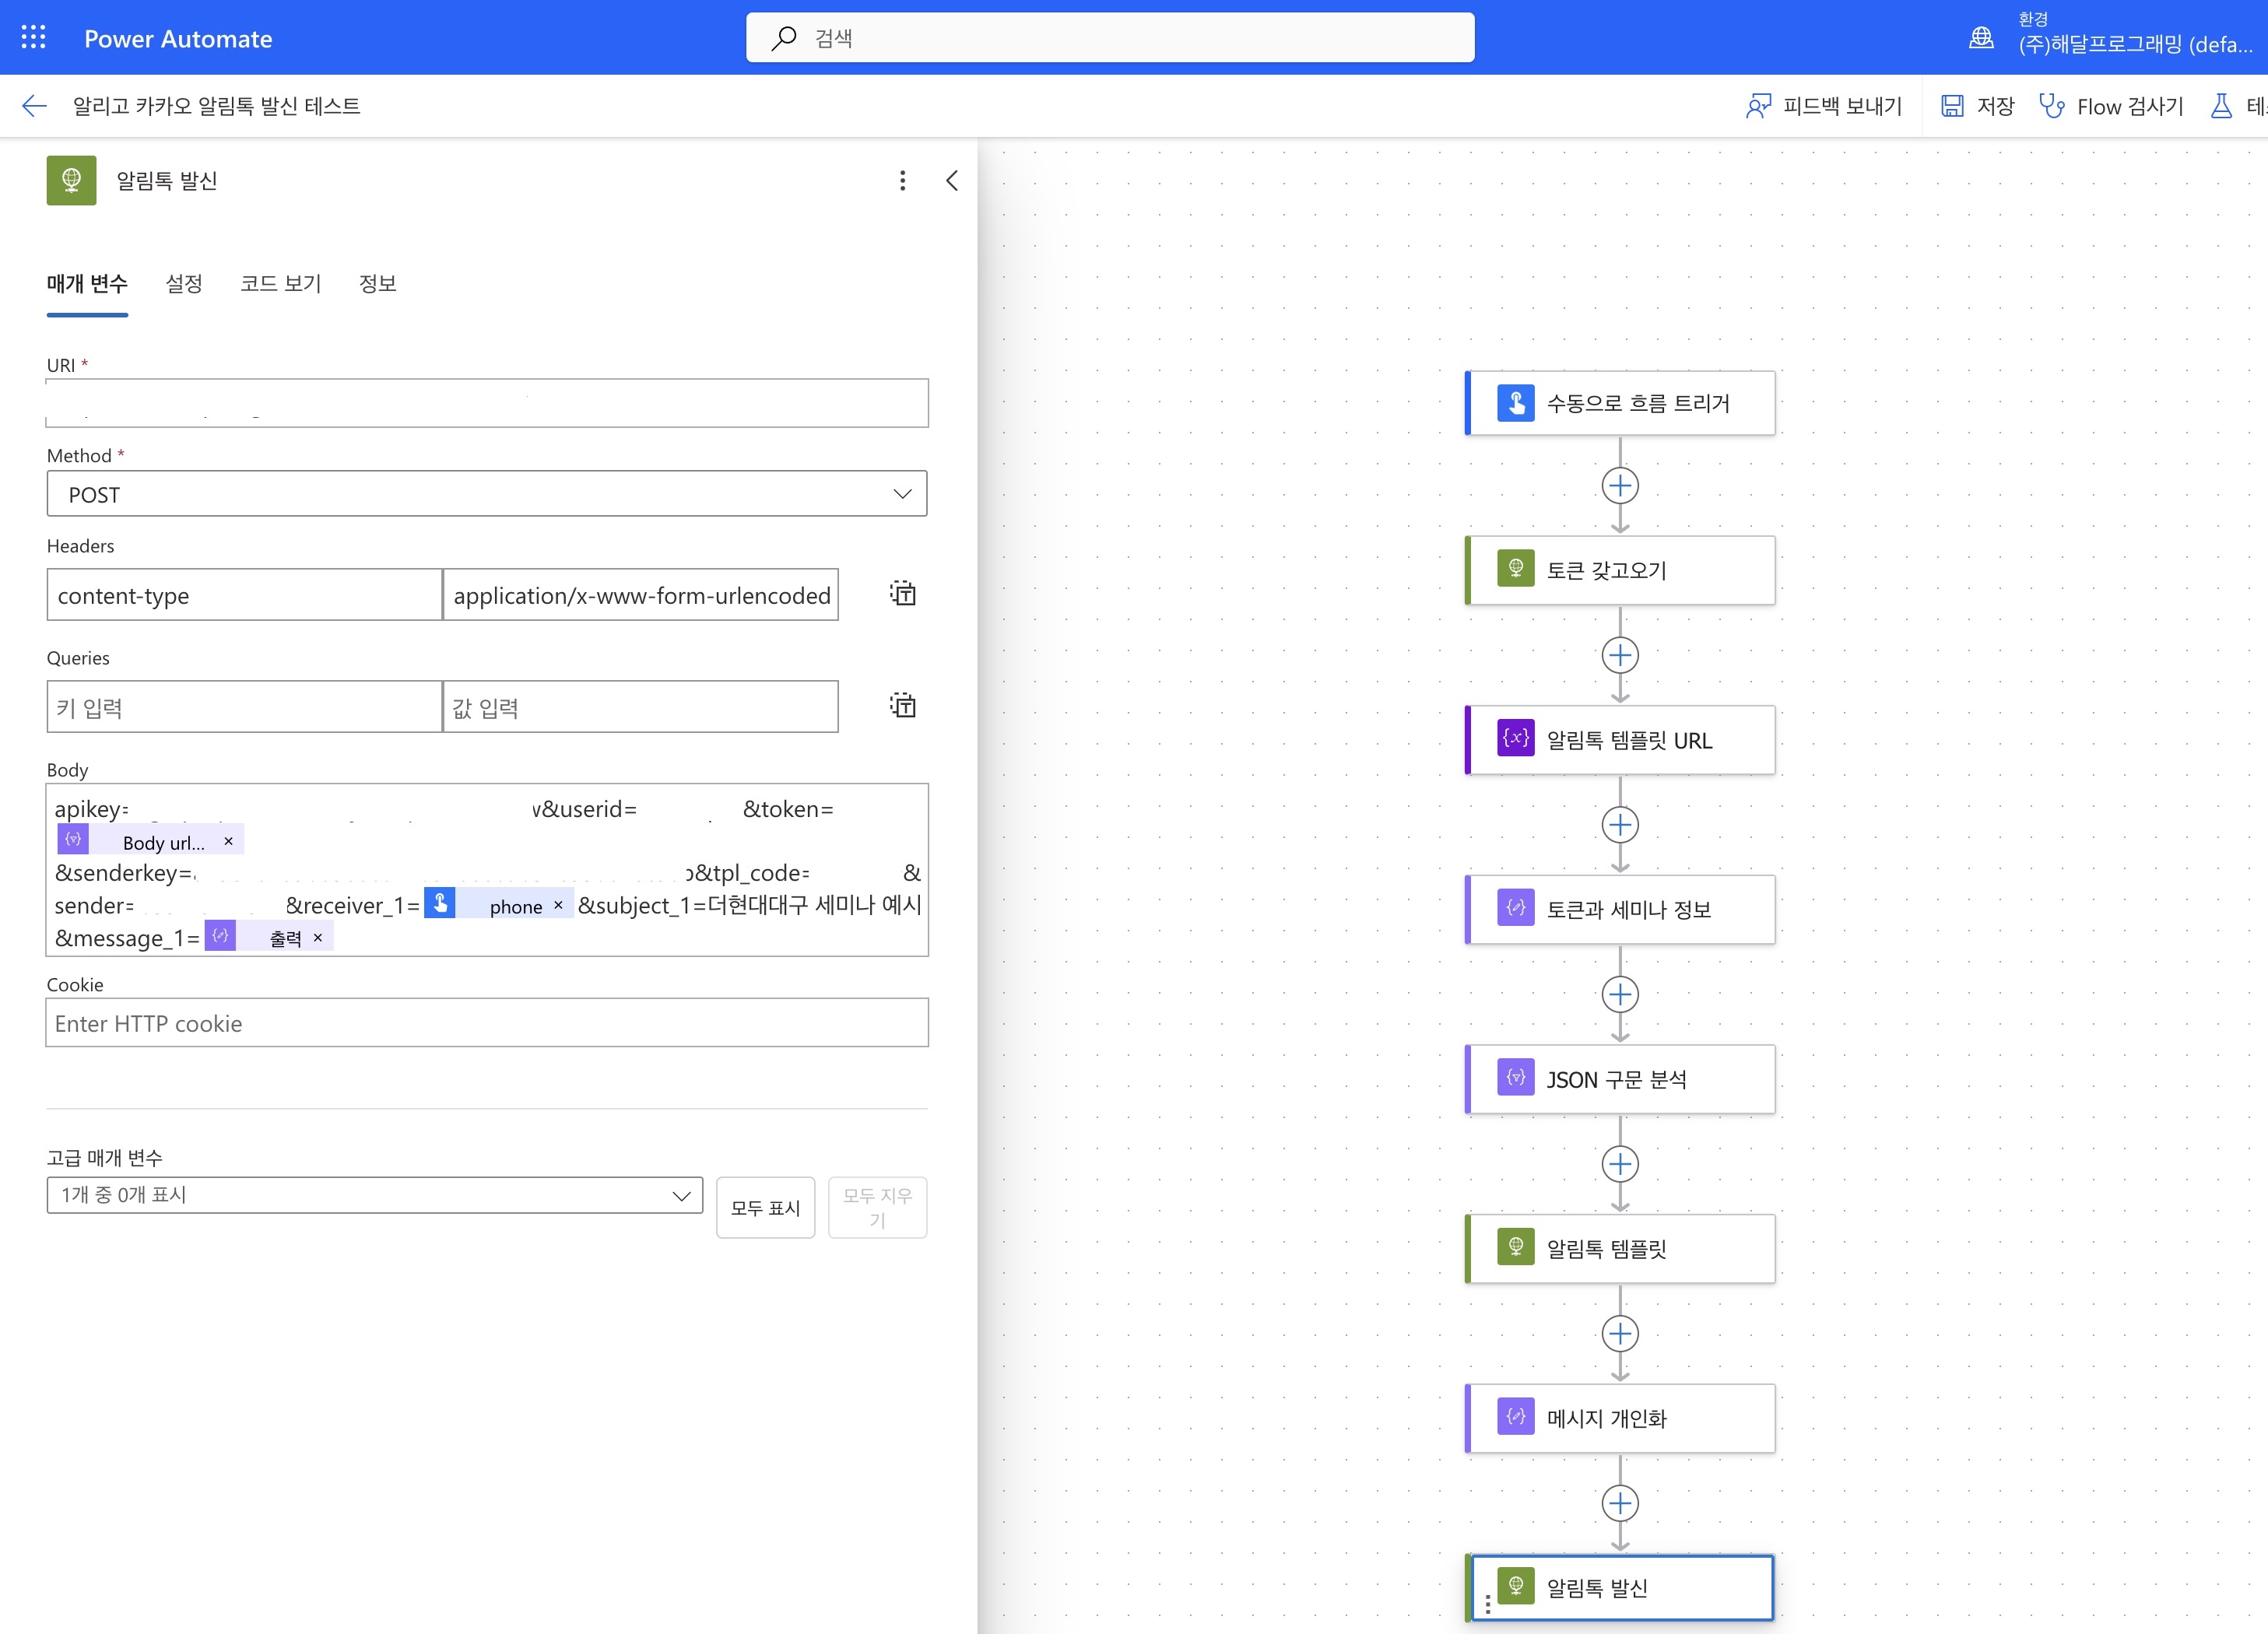 Power Automate
검색
환경
(주)해달프로그래밍 (defa...
알리고 카카오 알림톡 발신 테스트
피드백 보내기
저장
Flow 검사기
알림톡 발신
매개 변수
설정
코드 보기
정보
URI *
Method *
POST
Headers
content-type
application/x-www-form-urlencoded
Queries
키 입력
값 입력
Body
apikey= &userid= &token=
Body url... ×
&senderkey= &tpl_code= &
sender= &receiver_1= phone × &subject_1=더현대대구 세미나 예시
&message_1= 출력 ×
Cookie
Enter HTTP cookie
고급 매개 변수
1개 중 0개 표시
모두 표시
모두 지우
기
수동으로 흐름 트리거
토큰 갖고오기
{x} 알림톡 템플릿 URL
토큰과 세미나 정보
JSON 구문 분석
알림톡 템플릿
메시지 개인화
알림톡 발신